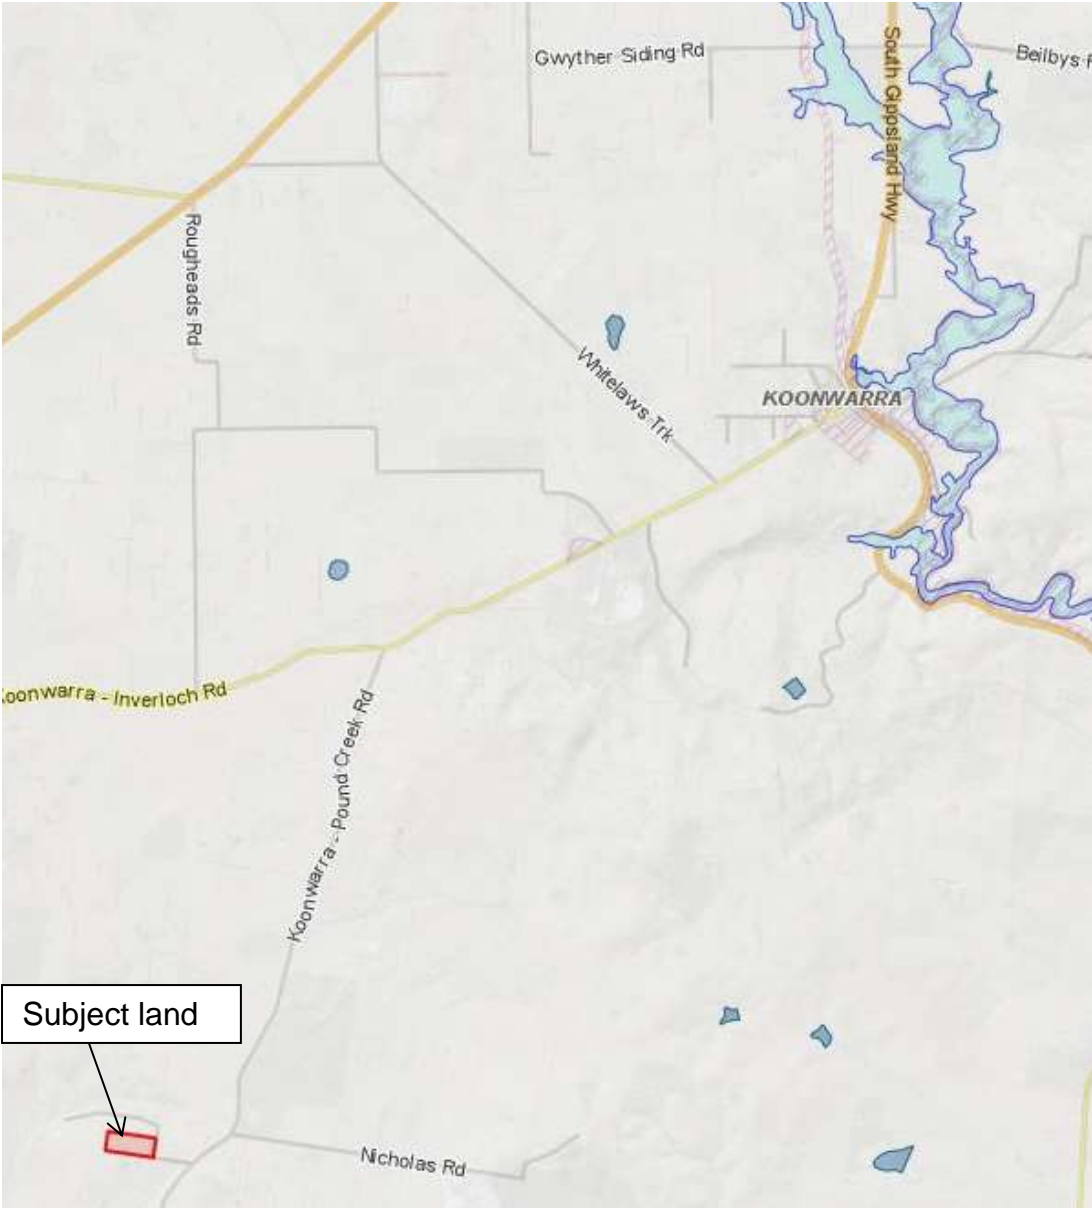 Gwyther Siding Rd
Beilbys R
South Gippsland Hwy
Rougheads Rd
Whitelaws Trk
KOONWARRA
Koonwarra - Inverloch Rd
Koonwarra - Pound Creek Rd
Subject land
Nicholas Rd